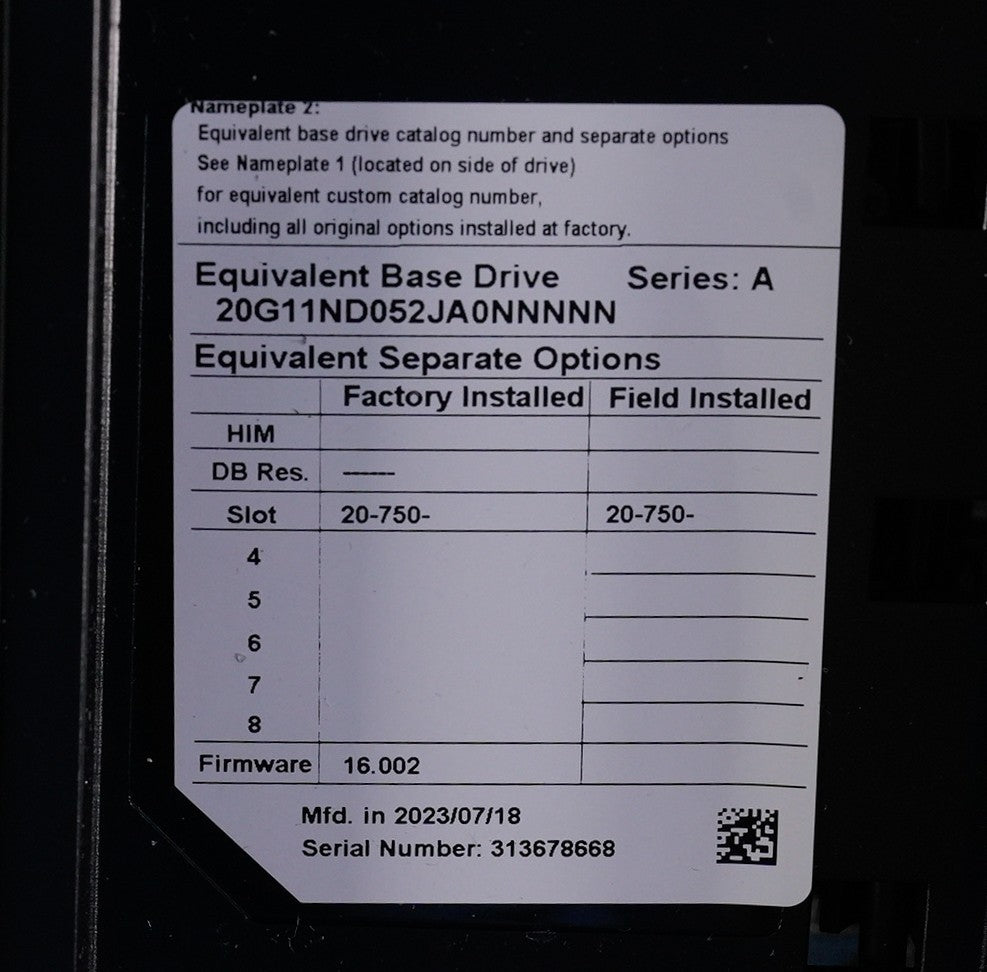 Nameplate 2:
Equivalent base drive catalog number and separate options
See Nameplate 1 (located on side of drive)
for equivalent custom catalog number,
including all original options installed at factory.
Equivalent Base Drive Series: A
20G11ND052JA0NNNNN
Equivalent Separate Options
Factory Installed Field Installed
HIM
DB Res. ------
Slot 20-750- 20-750-
4
5
6
7
8
Firmware 16.002
Mfd. in 2023/07/18
Serial Number: 313678668